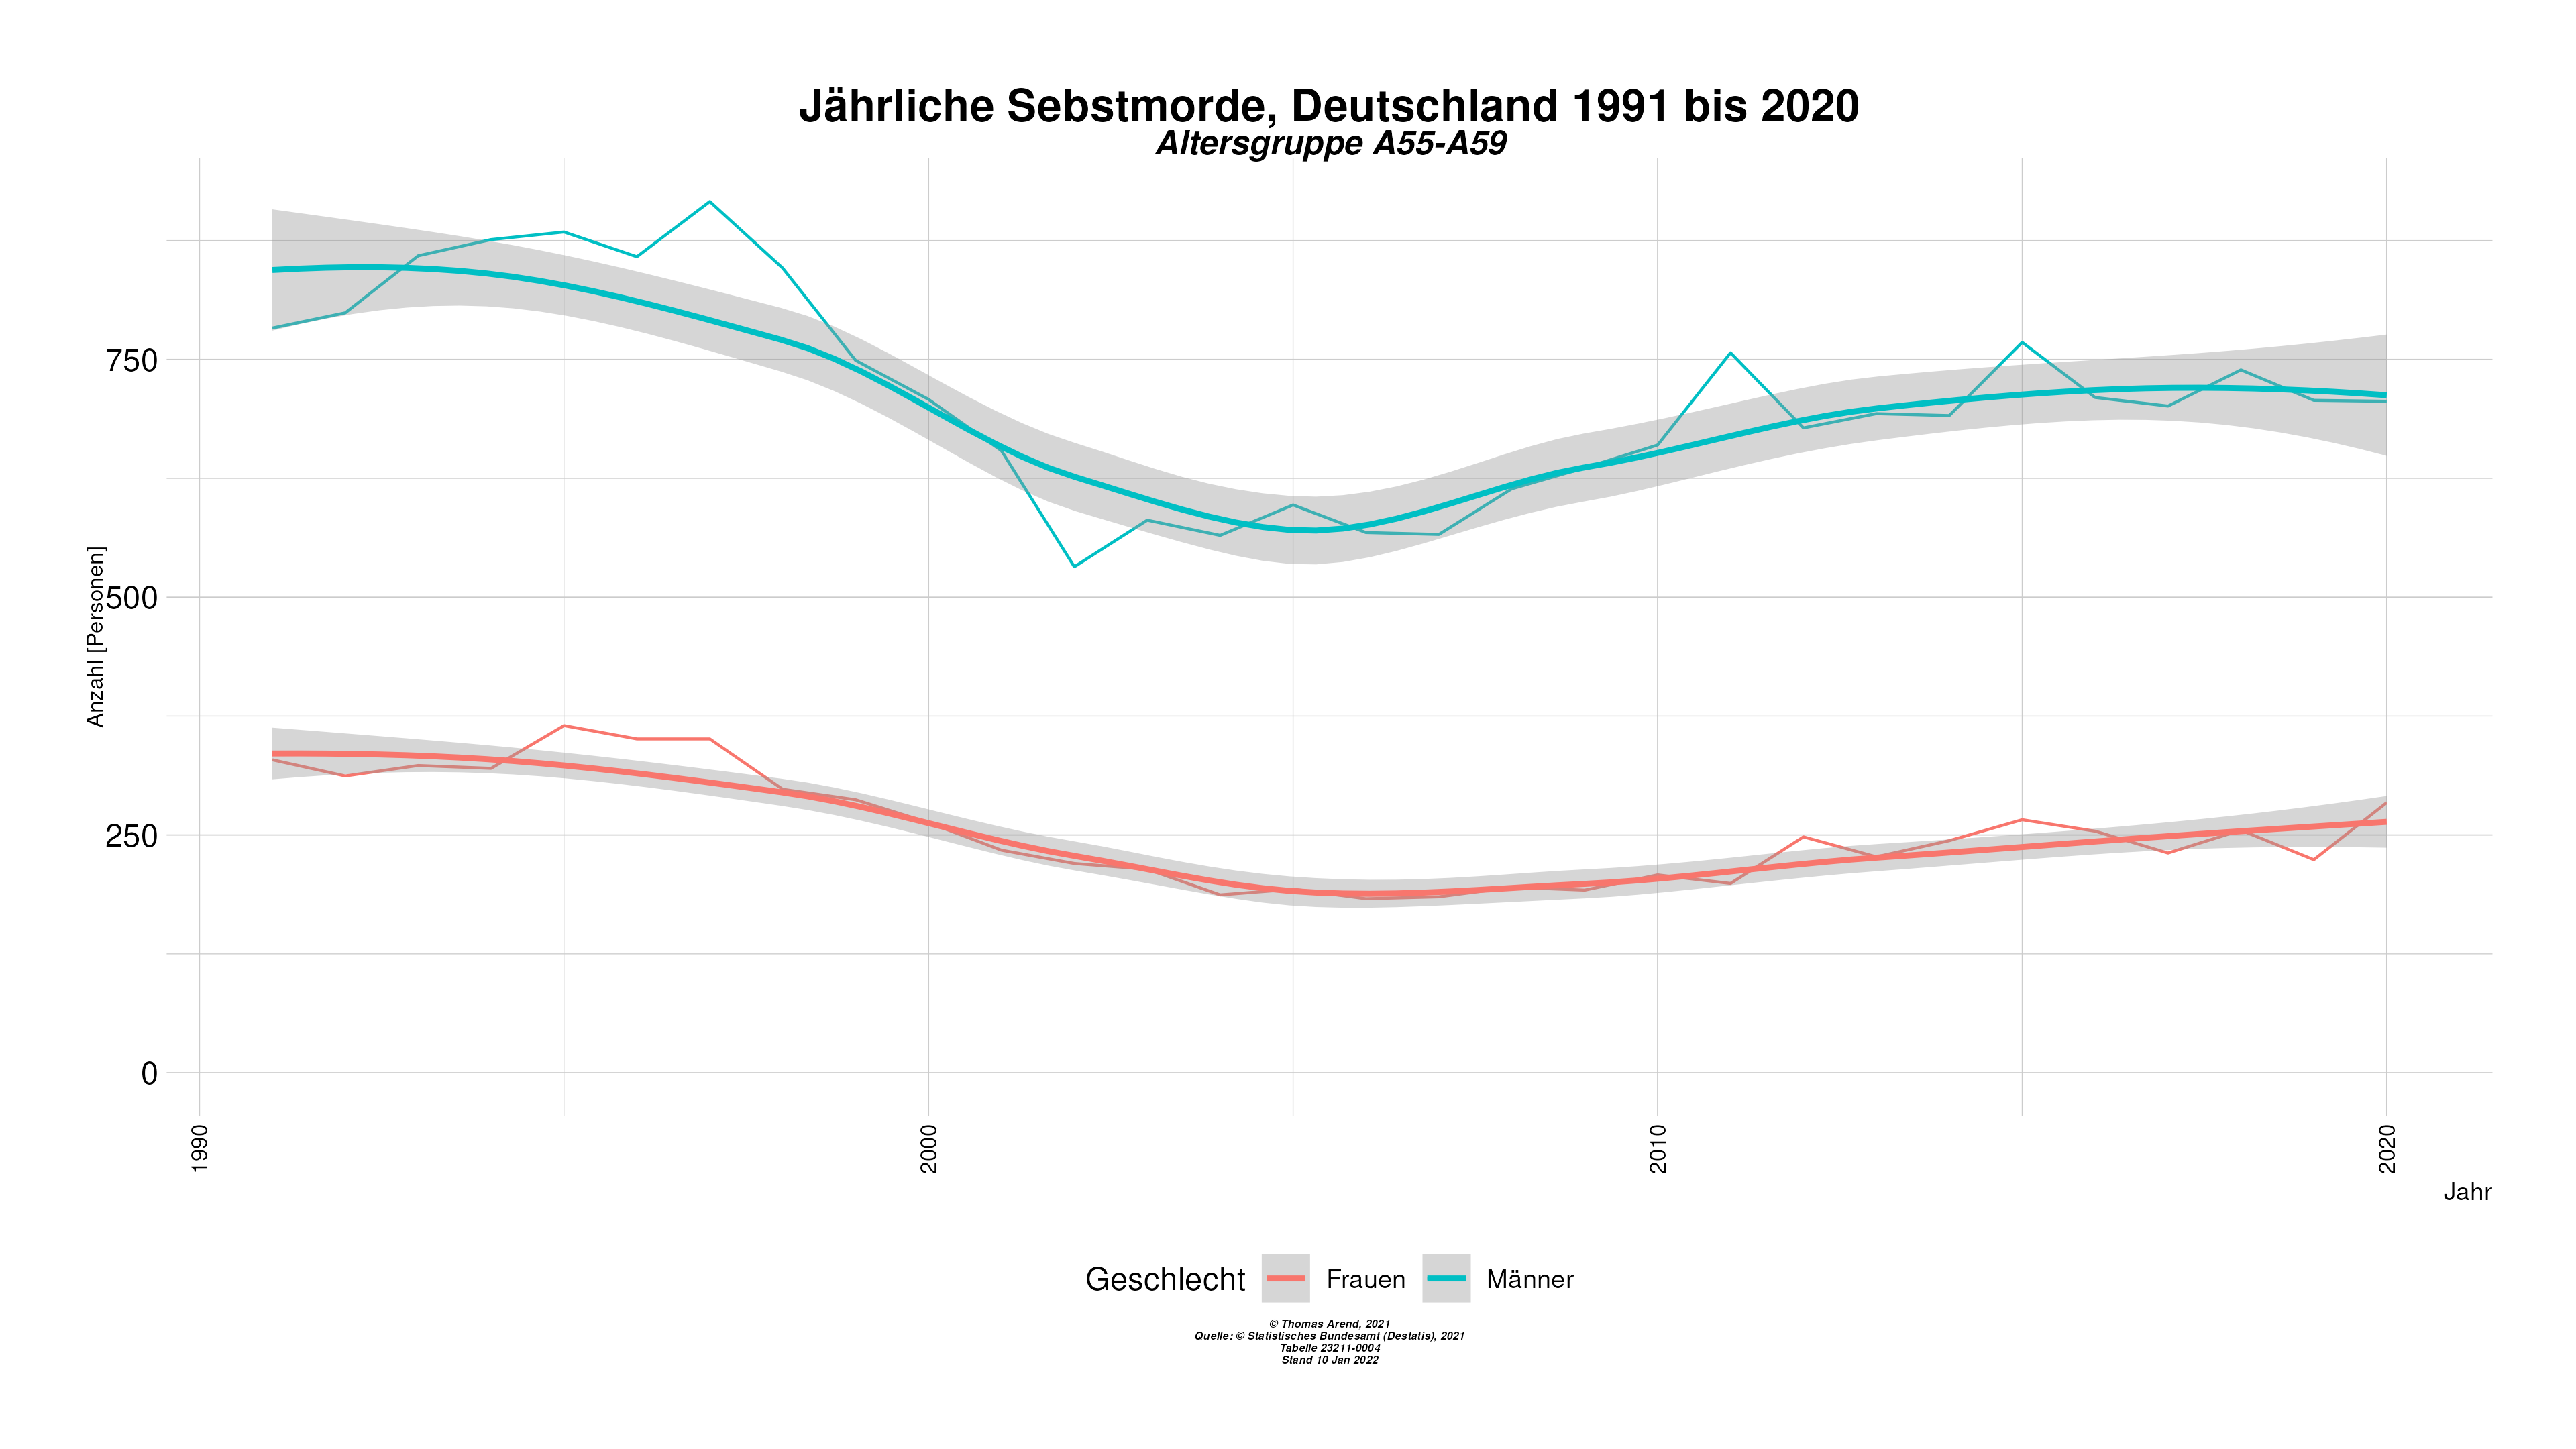 Jährliche Sebstmorde, Deutschland 1991 bis 2020
Altersgruppe A55-A59
Anzahl [Personen]
750
500
250
0
1990
2000
2010
2020
Jahr
Geschlecht
Frauen
Männer
© Thomas Arend, 2021
Quelle: © Statistisches Bundesamt (Destatis), 2021
Tabelle 23211-0004
Stand 10 Jan 2022